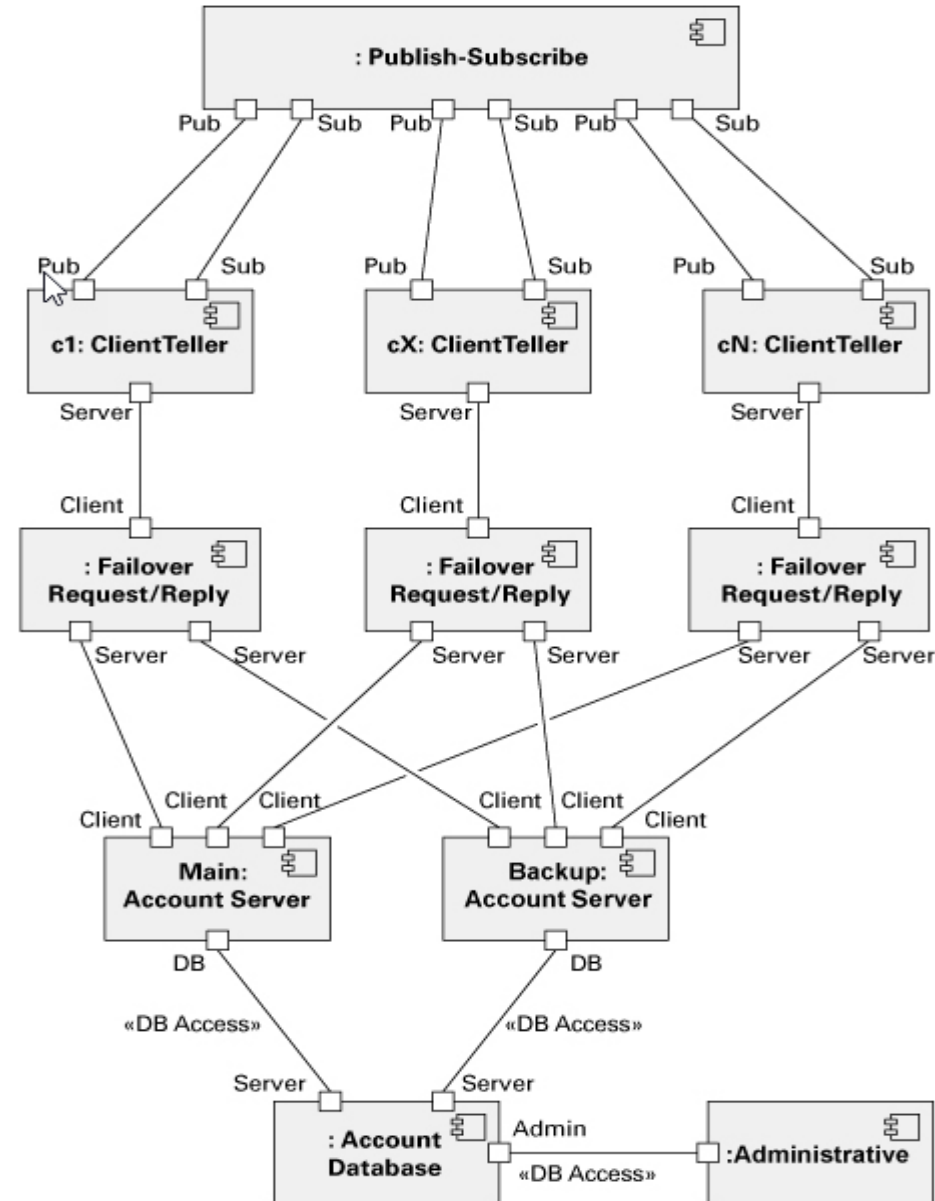 : Publish-Subscribe
Pub Sub Pub Sub Pub Sub
Pub Sub Pub Sub Pub Sub
c1: ClientTeller cX: ClientTeller cN: ClientTeller
Server Server Server
Client Client Client
: Failover : Failover : Failover
Request/Reply Request/Reply Request/Reply
Server Server Server Server Server Server
Client Client Client Client Client Client
Main: Backup:
Account Server Account Server
DB DB
«DB Access» «DB Access»
Server Server
: Account Admin :Administrative
Database «DB Access»